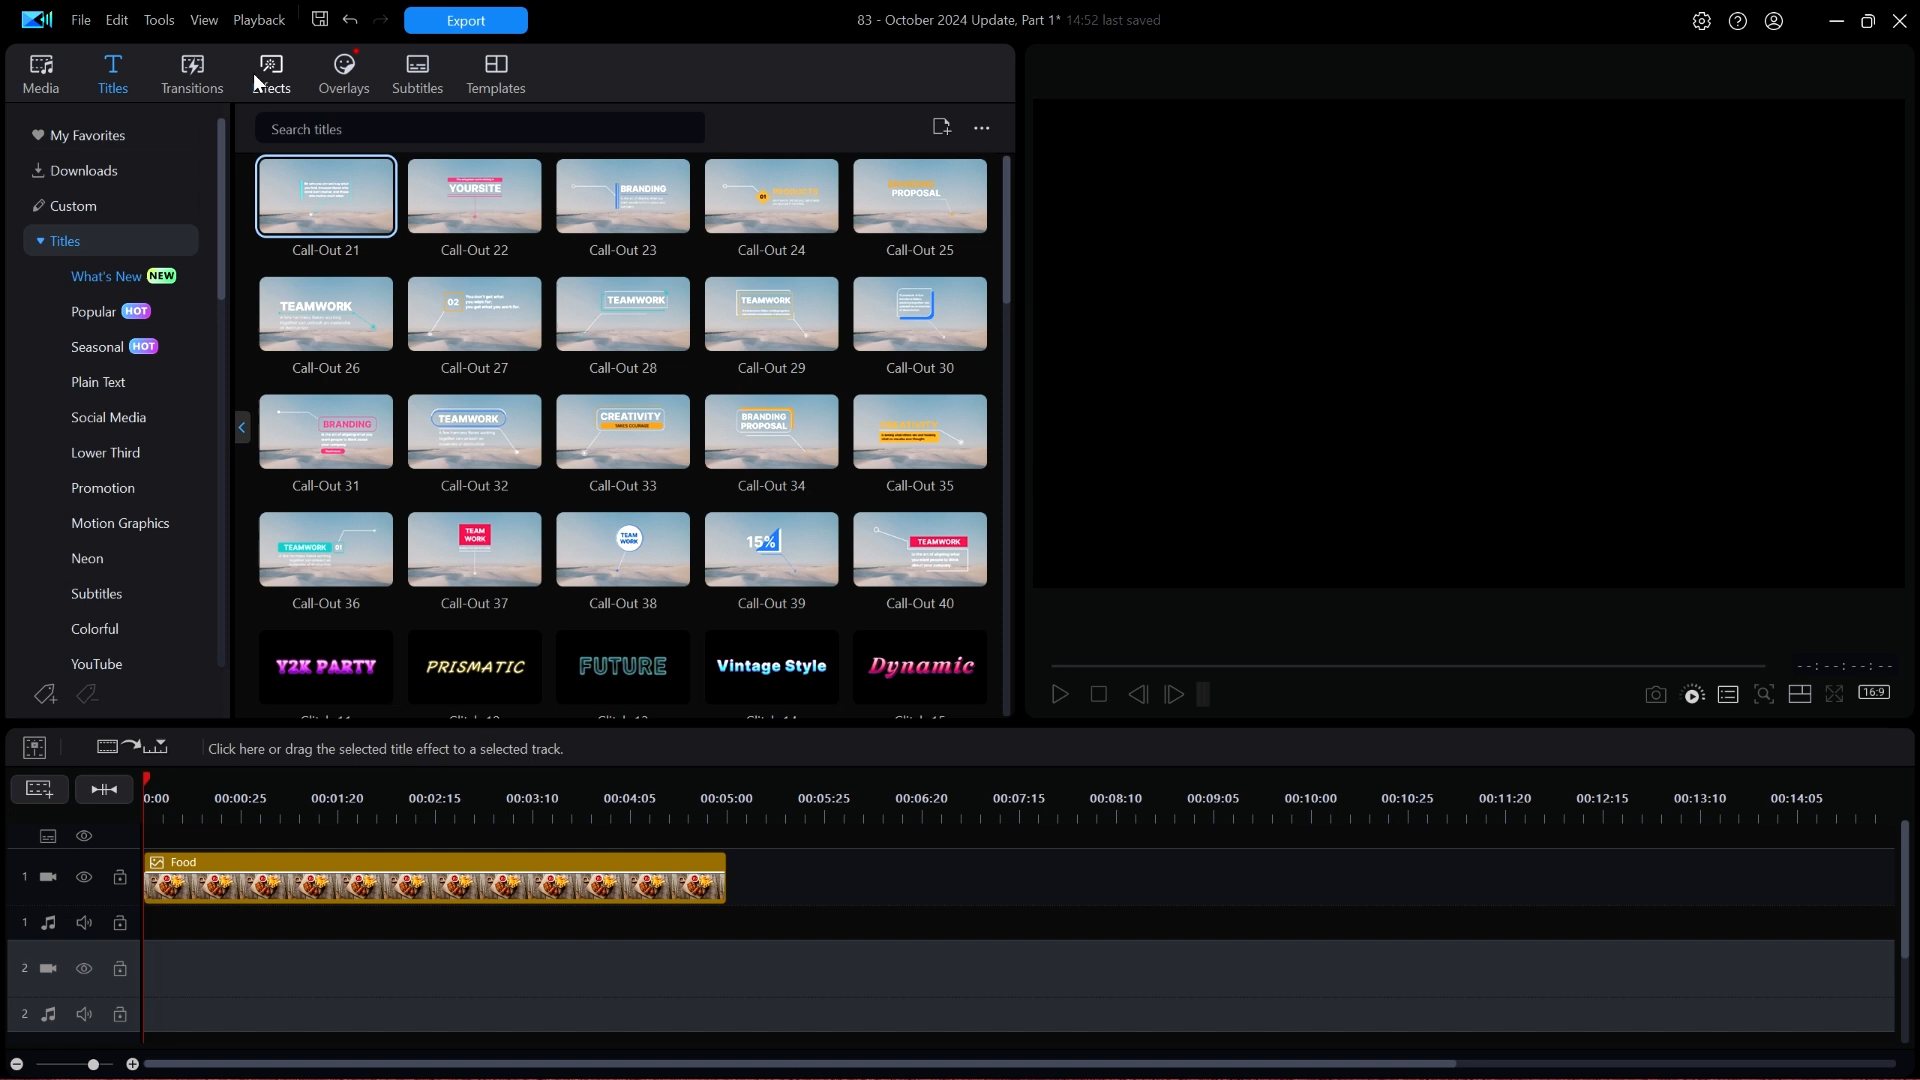 File Edit Tools View Playback Export 83 - October 2024 Update, Part 1* 14:52 last saved
Media Titles Transitions Effects Overlays Subtitles Templates
Search titles
My Favorites
Downloads
Custom
Titles
What's New NEW
Popular HOT
Seasonal HOT
Plain Text
Social Media
Lower Third
Promotion
Motion Graphics
Neon
Subtitles
Colorful
YouTube
YOURSITE
BRANDING
01 PRODUCTS
PROPOSAL
Call-Out 21 Call-Out 22 Call-Out 23 Call-Out 24 Call-Out 25
TEAMWORK
02
TEAMWORK
TEAMWORK
Call-Out 26 Call-Out 27 Call-Out 28 Call-Out 29 Call-Out 30
BRANDING
TEAMWORK
CREATIVITY
TAKES COURAGE
BRANDING
PROPOSAL
CREATIVITY
Call-Out 31 Call-Out 32 Call-Out 33 Call-Out 34 Call-Out 35
TEAMWORK 01
TEAM
WORK
TEAM
WORK
15%
TEAMWORK
Call-Out 36 Call-Out 37 Call-Out 38 Call-Out 39 Call-Out 40
Y2K PARTY PRISMATIC FUTURE Vintage Style Dynamic
--:--:--:--
16:9
Click here or drag the selected title effect to a selected track.
0:00 00:00:25 00:01:20 00:02:15 00:03:10 00:04:05 00:05:00 00:05:25 00:06:20 00:07:15 00:08:10 00:09:05 00:10:00 00:10:25 00:11:20 00:12:15 00:13:10 00:14:05
1 Food
1
2
2